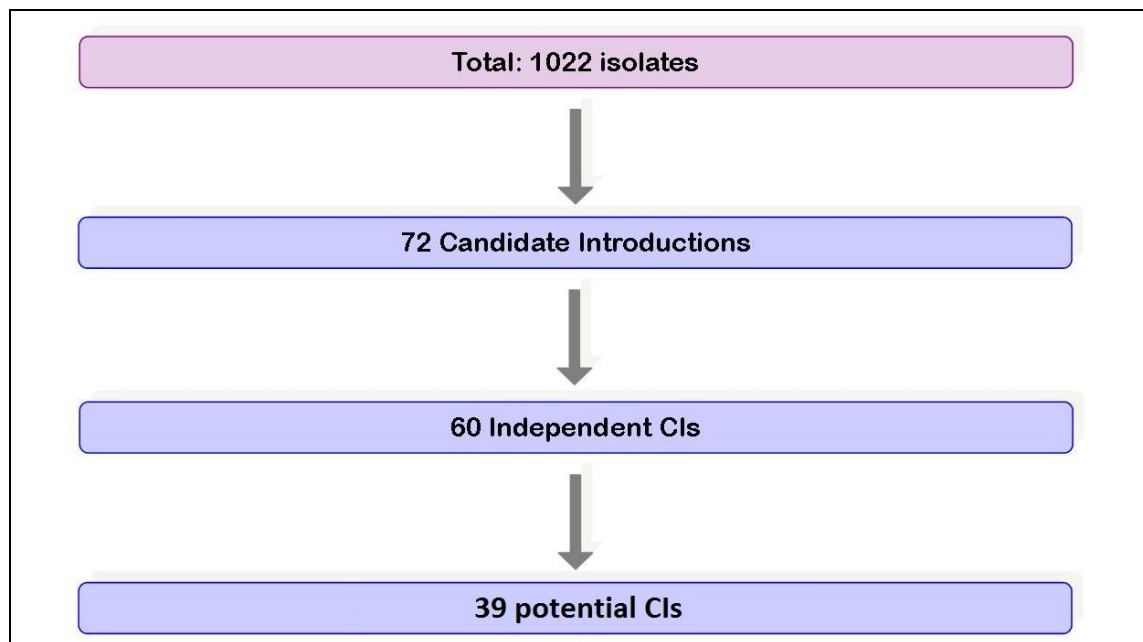 Total: 1022 isolates
72 Candidate Introductions
60 Independent CIs
39 potential CIs